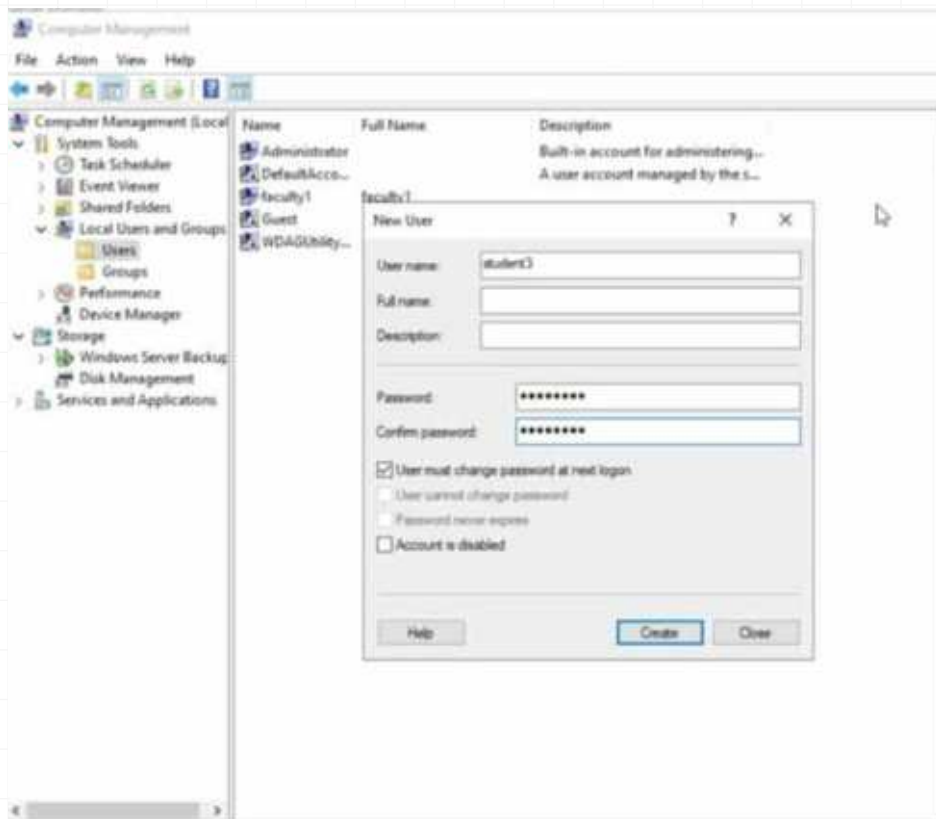 Computer Management
File Action View Help
Computer Management (Local
System Tools
Task Scheduler
Event Viewer
Shared Folders
Local Users and Groups
Users
Groups
Performance
Device Manager
Storage
Windows Server Backup
Disk Management
Services and Applications
Name Full Name Description
Administrator Built-in account for administering...
DefaultAcco... A user account managed by the s...
faculty1 faculty1
Guest
WDAGUtility...
New User ? ×
User name: student3
Full name:
Description:
Password:
Confirm password:
User must change password at next logon
User cannot change password
Password never expires
Account is disabled
Help Create Close